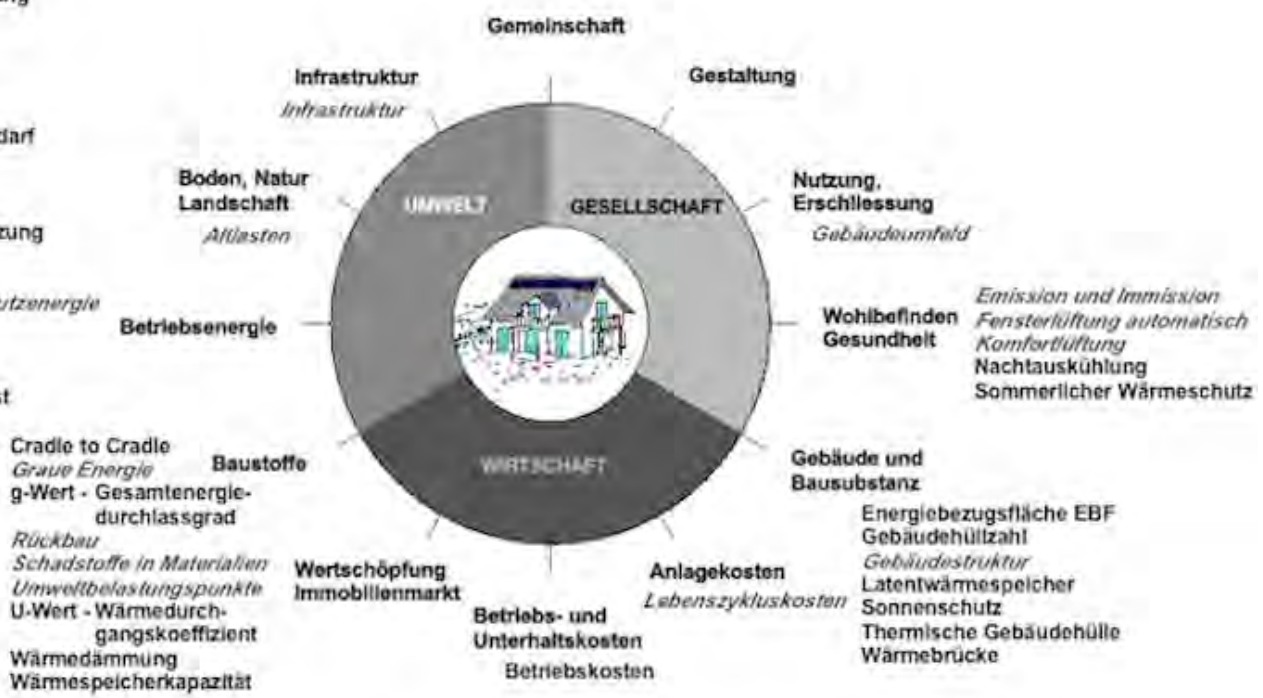 Gemeinschaft
Infrastruktur
Infrastruktur
Gestaltung
darf
Boden, Natur
Landschaft
Altlasten
UMWELT
GESELLSCHAFT
Nutzung,
Erschliessung
Gebäudeumfeld
zung
utzenergie
Betriebsenergie
Wohlbefinden
Gesundheit
Emission und Immission
Fensterlüftung automatisch
Komfortlüftung
Nachtauskühlung
Sommerlicher Wärmeschutz
st
Cradle to Cradle
Graue Energie
g-Wert - Gesamtenergie-
durchlassgrad
Rückbau
Schadstoffe in Materialien
Umweltbelastungspunkte
U-Wert - Wärmedurch-
gangskoeffizient
Wärmedämmung
Wärmespeicherkapazität
Baustoffe
WIRTSCHAFT
Wertschöpfung
Immobilienmarkt
Betriebs- und
Unterhaltskosten
Betriebskosten
Anlagekosten
Lebenszykluskosten
Gebäude und
Bausubstanz
Energiebezugsfläche EBF
Gebäudehüllzahl
Gebäudestruktur
Latentwärmespeicher
Sonnenschutz
Thermische Gebäudehülle
Wärmebrücke